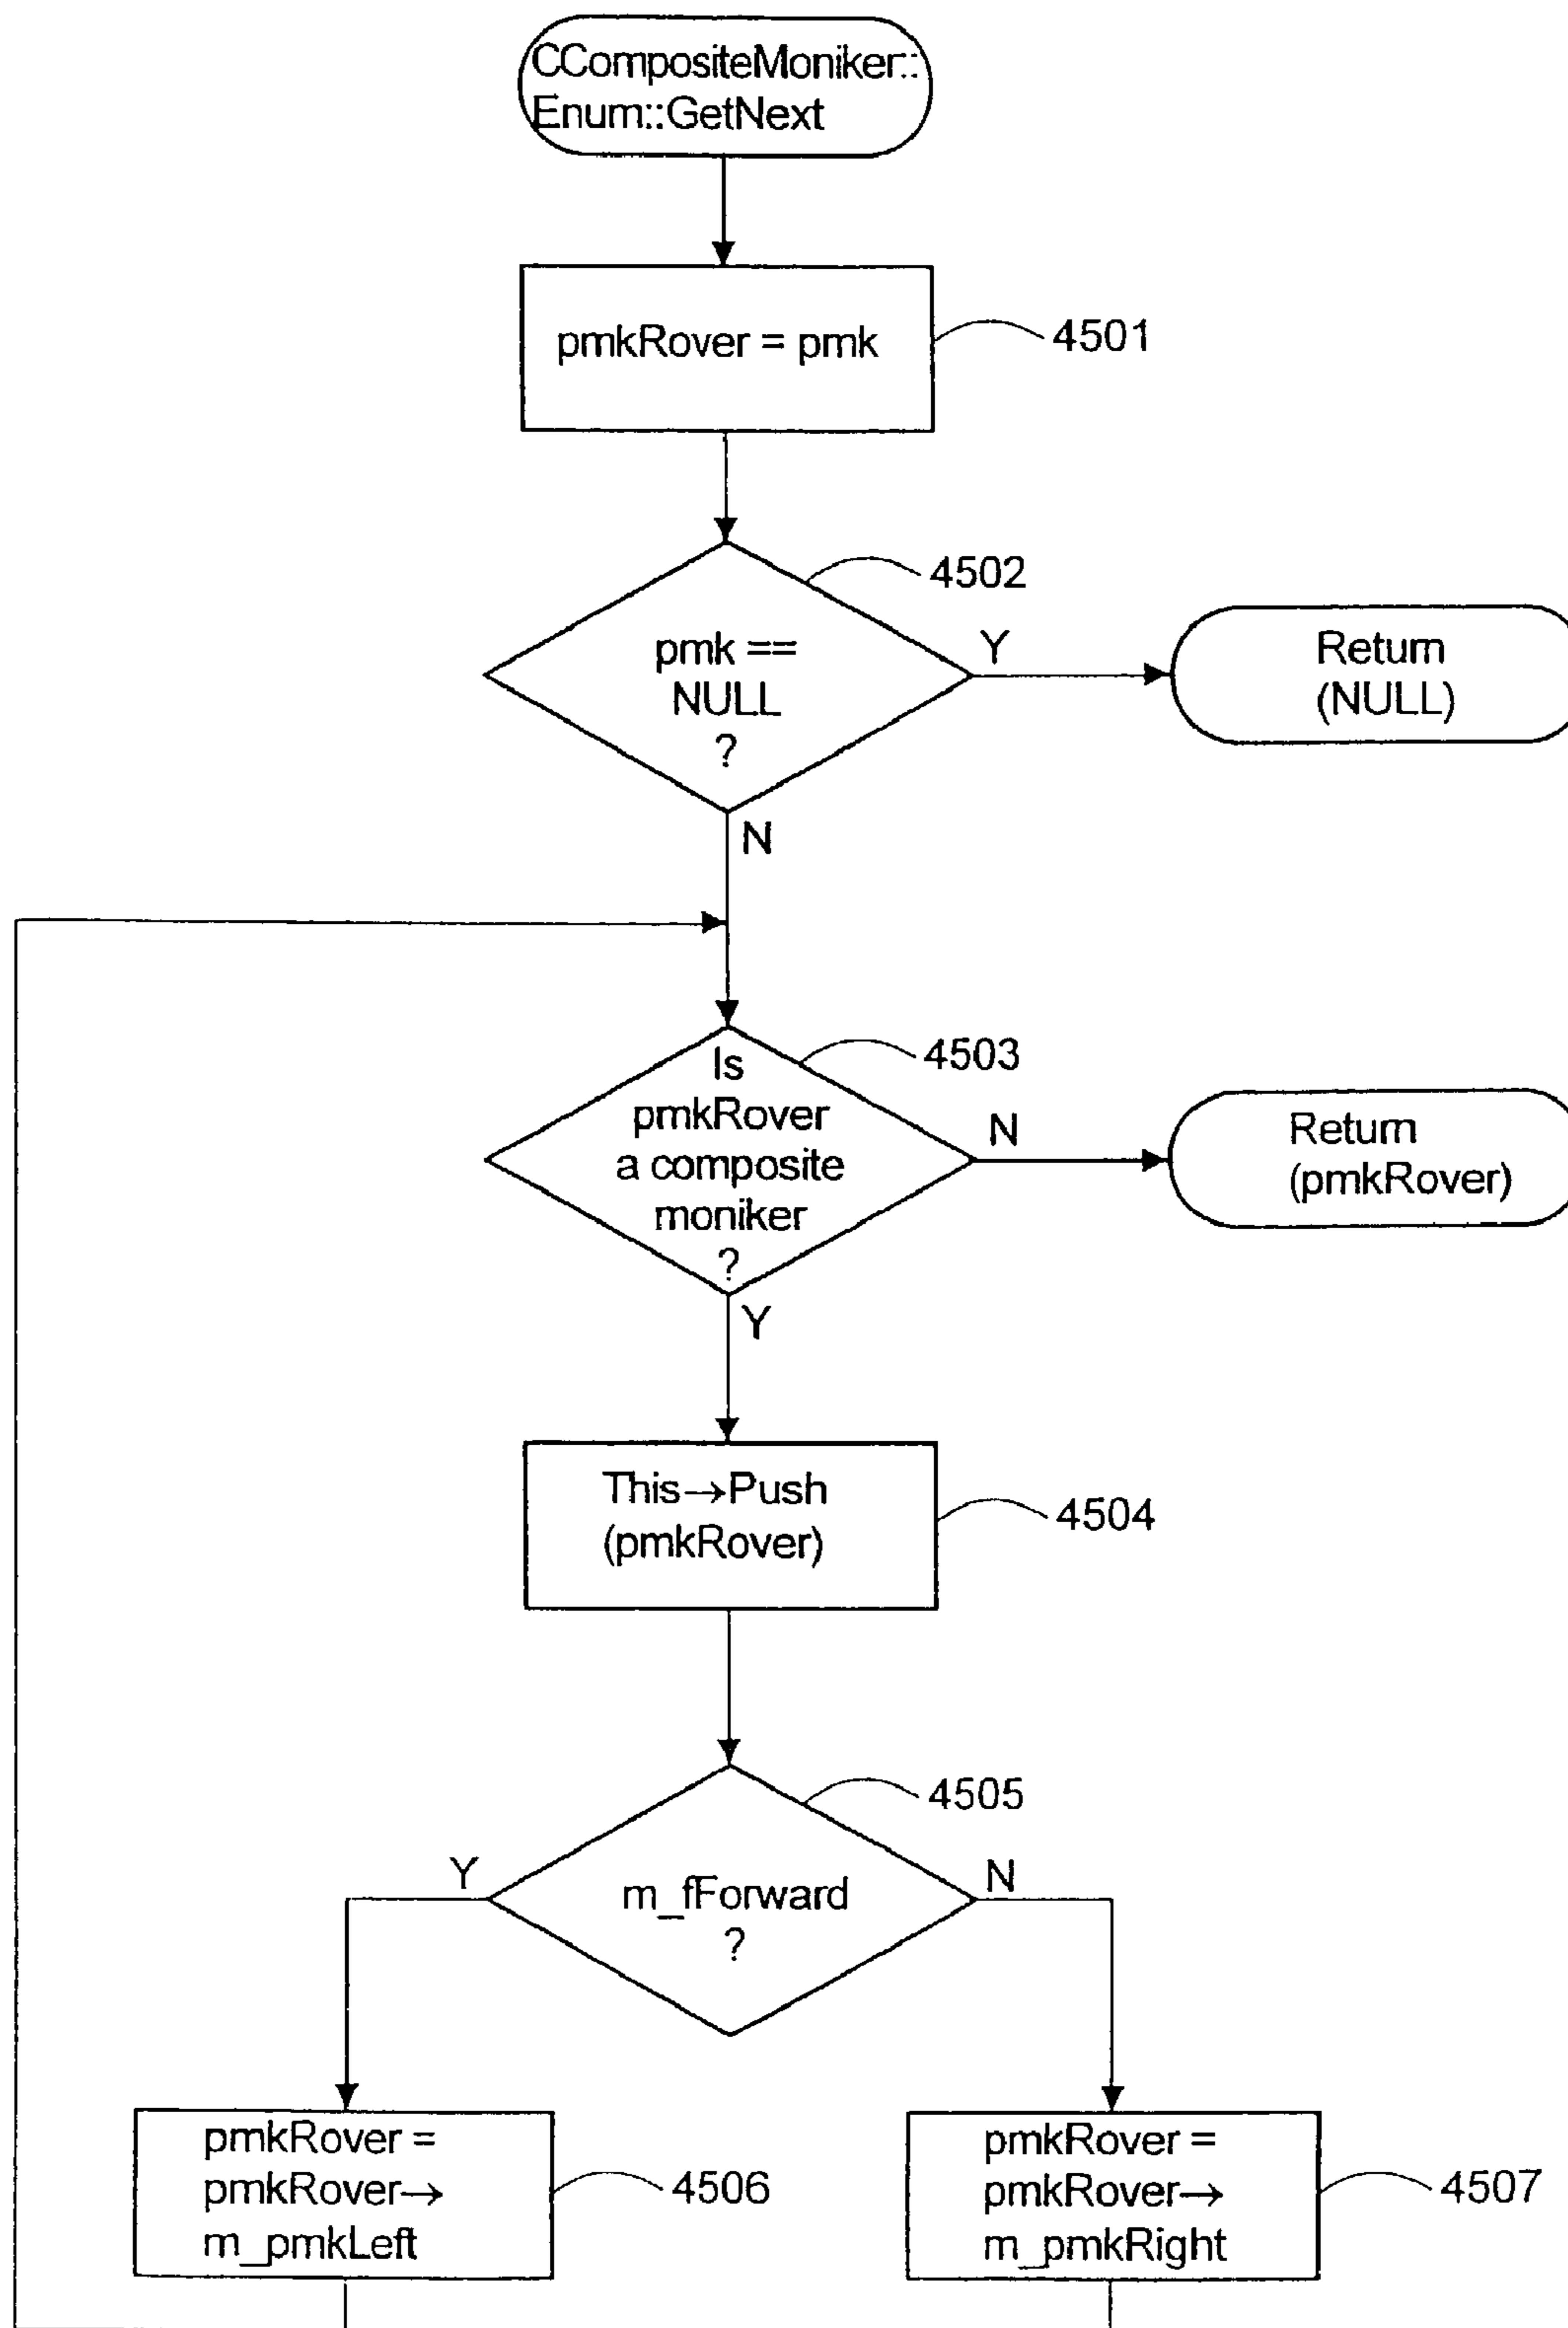 CCompositeMoniker::
Enum::GetNext
pmkRover = pmk
4501
4502
pmk ==
NULL
?
Y
Return
(NULL)
N
4503
Is
pmkRover
a composite
moniker
?
N
Return
(pmkRover)
Y
This→Push
(pmkRover)
4504
4505
Y
m_fForward
?
N
pmkRover =
pmkRover→
m_pmkLeft
4506
pmkRover =
pmkRover→
m_pmkRight
4507